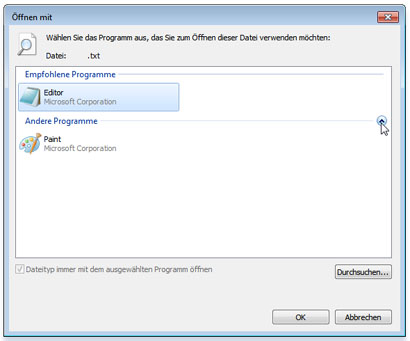 Öffnen mit
Wählen Sie das Programm aus, das Sie zum Öffnen dieser Datei verwenden möchten:
Datei: .txt
Empfohlene Programme
Editor
Microsoft Corporation
Andere Programme
Paint
Microsoft Corporation
Dateityp immer mit dem ausgewählten Programm öffnen
Durchsuchen...
OK Abbrechen